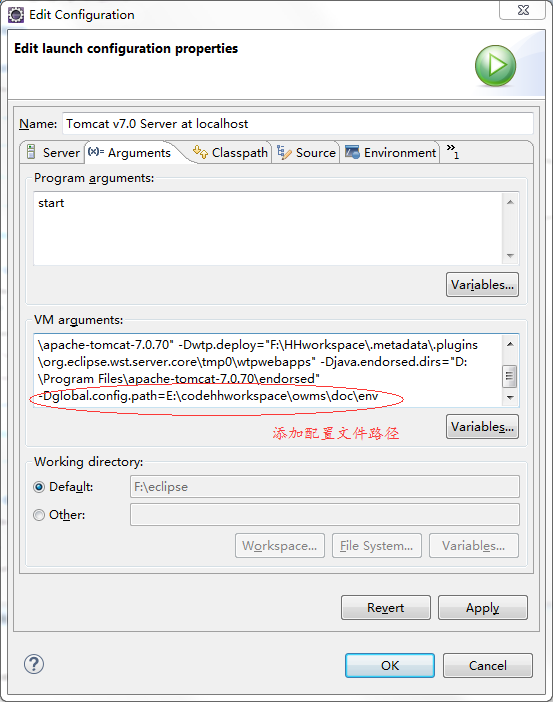 Edit Configuration
Edit launch configuration properties
Name: Tomcat v7.0 Server at localhost
Server (x)= Arguments Classpath Source Environment »1
Program arguments:
start
Variables...
VM arguments:
\apache-tomcat-7.0.70" -Dwtp.deploy="F:\HHworkspace\.metadata\.plugins
\org.eclipse.wst.server.core\tmp0\wtpwebapps" -Djava.endorsed.dirs="D:
\Program Files\apache-tomcat-7.0.70\endorsed"
-Dglobal.config.path=E:\codehhworkspace\owms\doc\env
添加配置文件路径
Variables...
Working directory:
Default: F:\eclipse
Other:
Workspace... File System... Variables...
Revert Apply
? OK Cancel